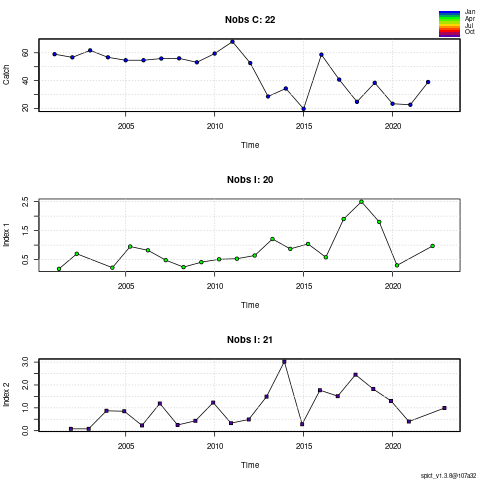 Nobs C: 22
Jan
Apr
Jul
Oct
Catch
60
40
20
2005
2010
2015
2020
Time
Nobs I: 20
Index 1
2.5
1.5
0.5
2005
2010
2015
2020
Time
Nobs I: 21
Index 2
3.0
2.0
1.0
0.0
2005
2010
2015
2020
Time
spict_v1.3.8@107a32